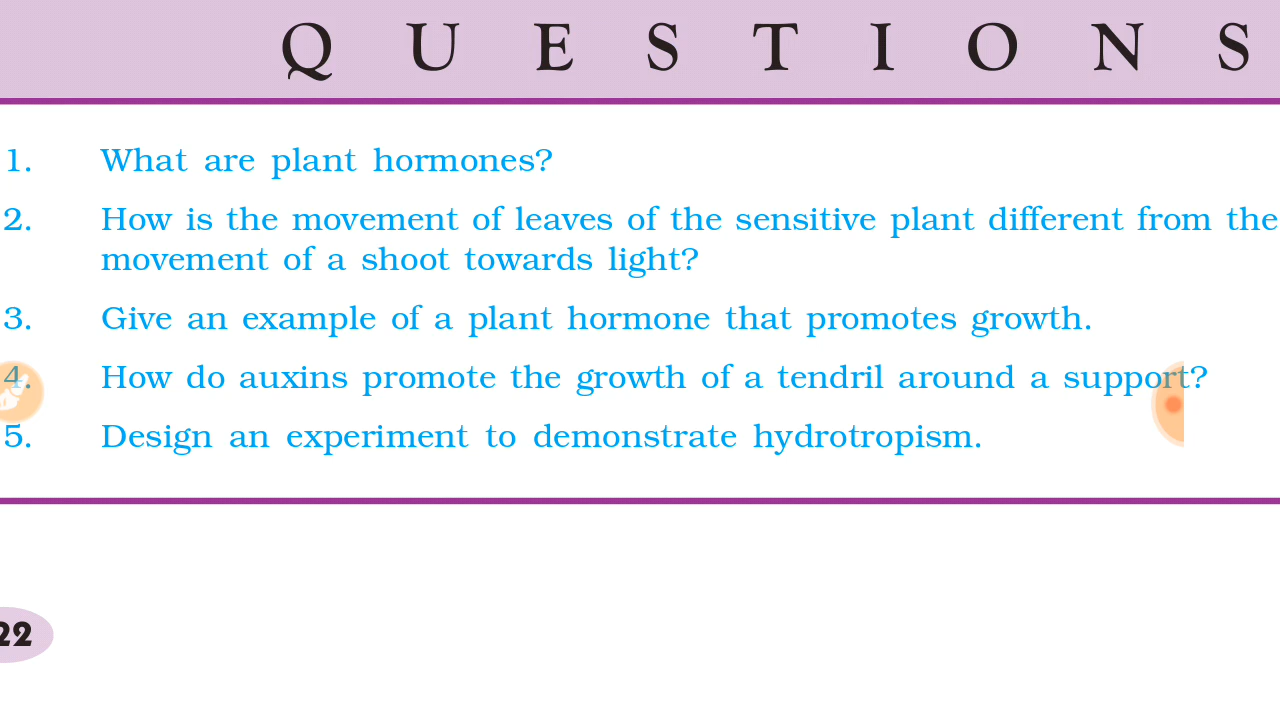 QUESTIONS
1. What are plant hormones?
2. How is the movement of leaves of the sensitive plant different from the
movement of a shoot towards light?
3. Give an example of a plant hormone that promotes growth.
4. How do auxins promote the growth of a tendril around a support?
5. Design an experiment to demonstrate hydrotropism.
22